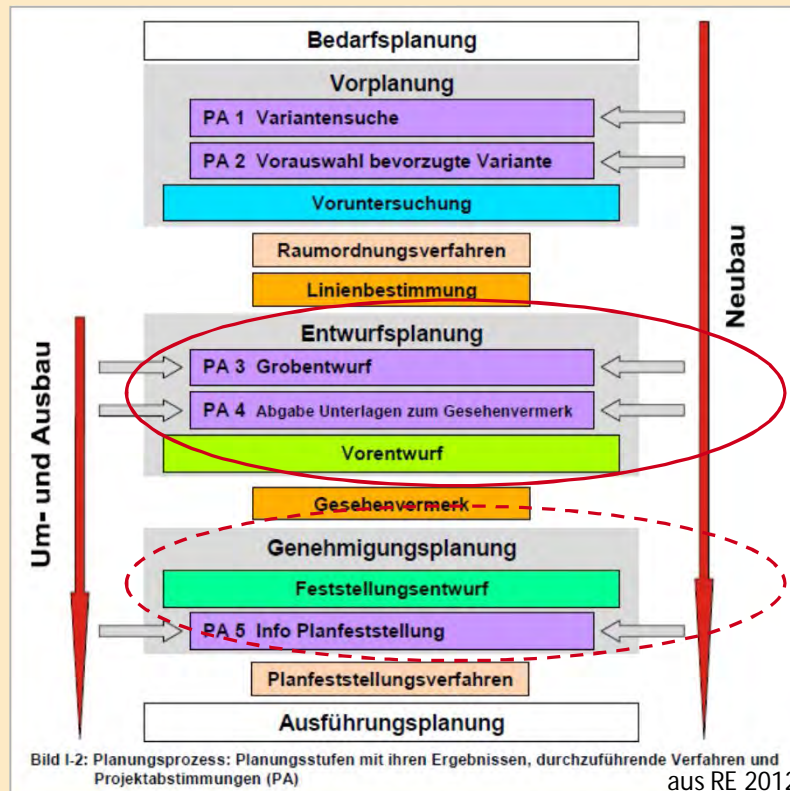 Bedarfsplanung
Vorplanung
PA 1 Variantensuche
PA 2 Vorauswahl bevorzugte Variante
Voruntersuchung
Raumordnungsverfahren
Linienbestimmung
Neubau
Um- und Ausbau
Entwurfsplanung
PA 3 Grobentwurf
PA 4 Abgabe Unterlagen zum Gesehenvermerk
Vorentwurf
Gesehenvermerk
Genehmigungsplanung
Feststellungsentwurf
PA 5 Info Planfeststellung
Planfeststellungsverfahren
Ausführungsplanung
Bild I-2: Planungsprozess: Planungsstufen mit ihren Ergebnissen, durchzuführende Verfahren und
Projektabstimmungen (PA)
aus RE 2012